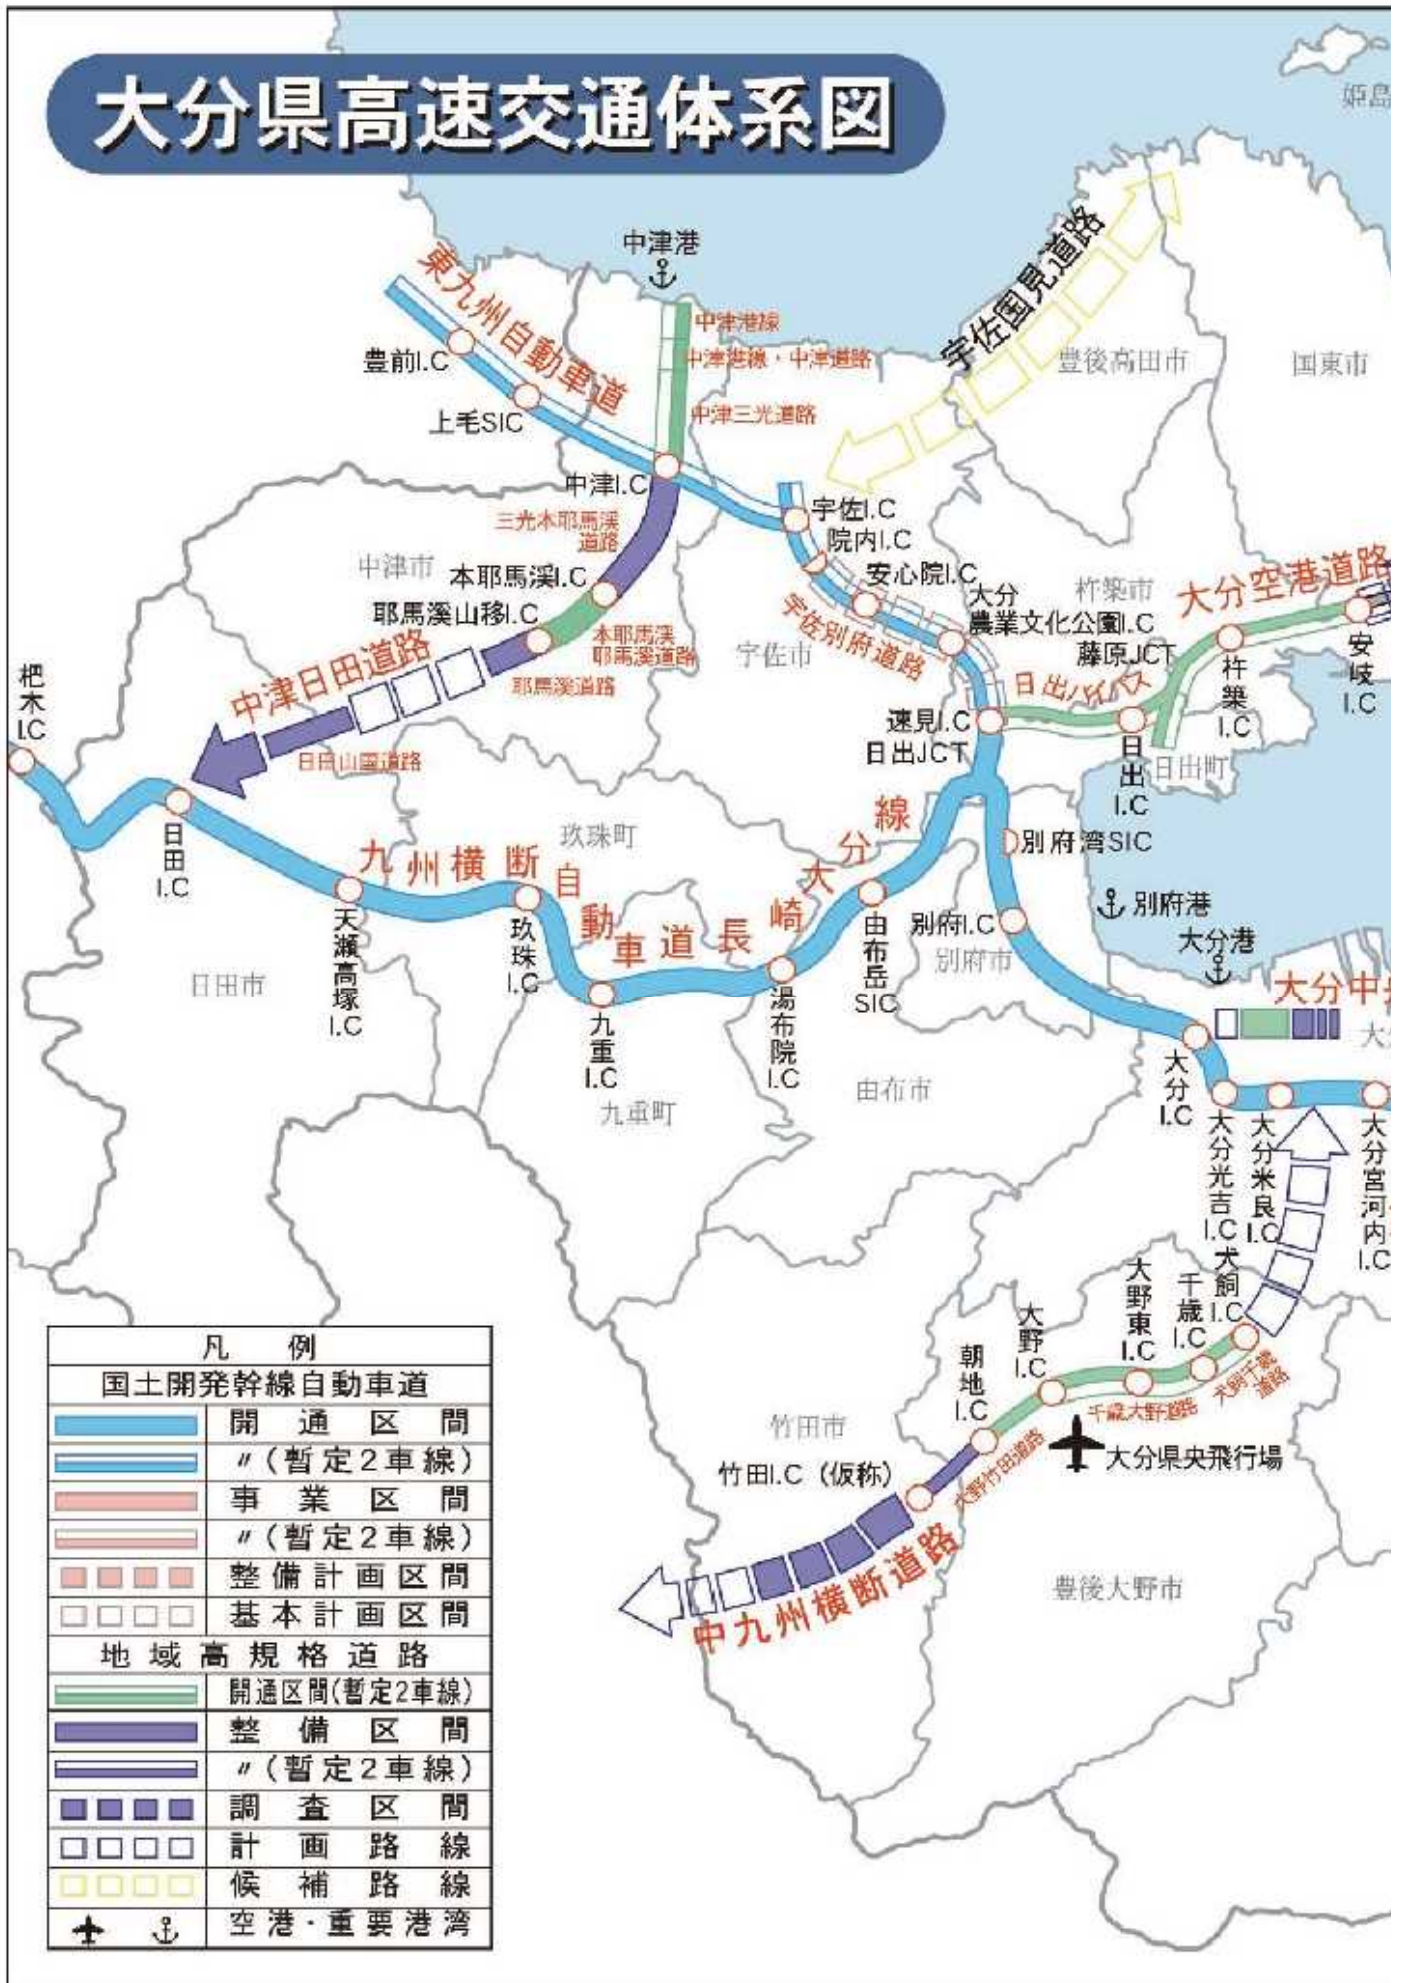 大分県高速交通体系図
姫島
中津港
東九州自動車道
中津港線
中津港線・中津道路
中津三光道路
宇佐国見道路
豊後高田市
国東市
豊前I.C
上毛SIC
中津I.C
三光本耶馬渓
道路
宇佐I.C
院内I.C
安心院I.C
大分
農業文化公園I.C
藤原JCT
杵築市
大分空港道路
中津市
本耶馬渓I.C
耶馬渓山移I.C
本耶馬渓
耶馬渓道路
耶馬渓道路
中津日田道路
日田山国道路
宇佐別府道路
宇佐市
日出バイパス
杵築I.C
安岐I.C
杷木I.C
速見I.C
日出JCT
日出I.C
日出町
日田I.C
玖珠町
九州横断自動車道長崎大分線
別府湾SIC
天瀬高塚I.C
玖珠I.C
九重I.C
湯布院I.C
由布岳SIC
別府I.C
別府市
別府港
大分港
大分中
日田市
九重町
由布市
大分I.C
大分光吉I.C
大分米良I.C
大分宮河内I.C
犬飼I.C
千歳I.C
大野東I.C
大野I.C
朝地I.C
犬飼千歳
道路
千歳大野道路
大野竹田道路
大分県央飛行場
竹田市
竹田I.C（仮称）
中九州横断道路
豊後大野市
凡例
国土開発幹線自動車道
開通区間
〃（暫定2車線）
事業区間
〃（暫定2車線）
整備計画区間
基本計画区間
地域高規格道路
開通区間(暫定2車線)
整備区間
〃（暫定2車線）
調査区間
計画路線
候補路線
空港・重要港湾